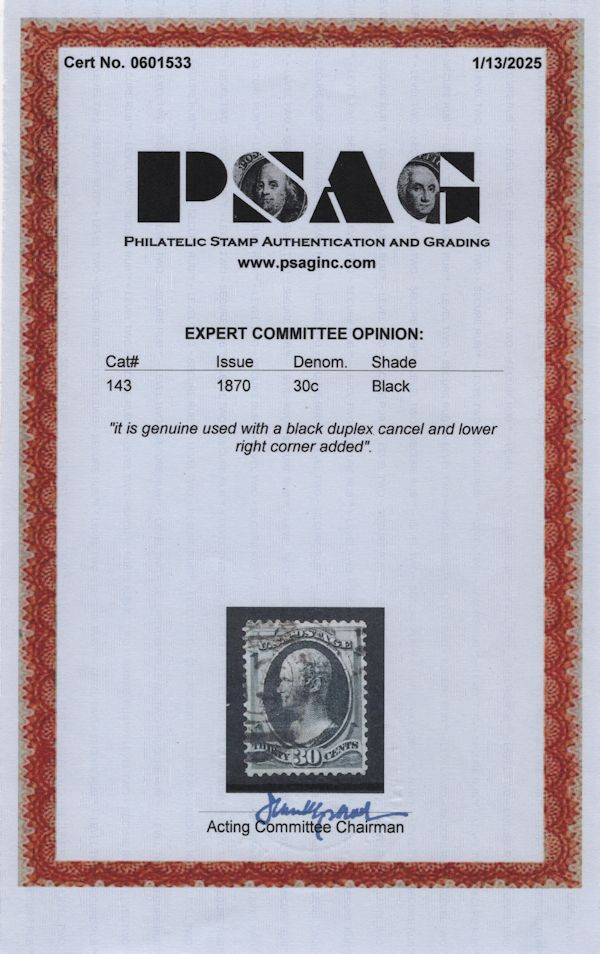 Cert No. 0601533 1/13/2025
PSAG
PHILATELIC STAMP AUTHENTICATION AND GRADING
www.psaginc.com
EXPERT COMMITTEE OPINION:
Cat# Issue Denom. Shade
143 1870 30c Black
"it is genuine used with a black duplex cancel and lower
right corner added".
U.S. POSTAGE
THIRTY 30 CENTS
Acting Committee Chairman